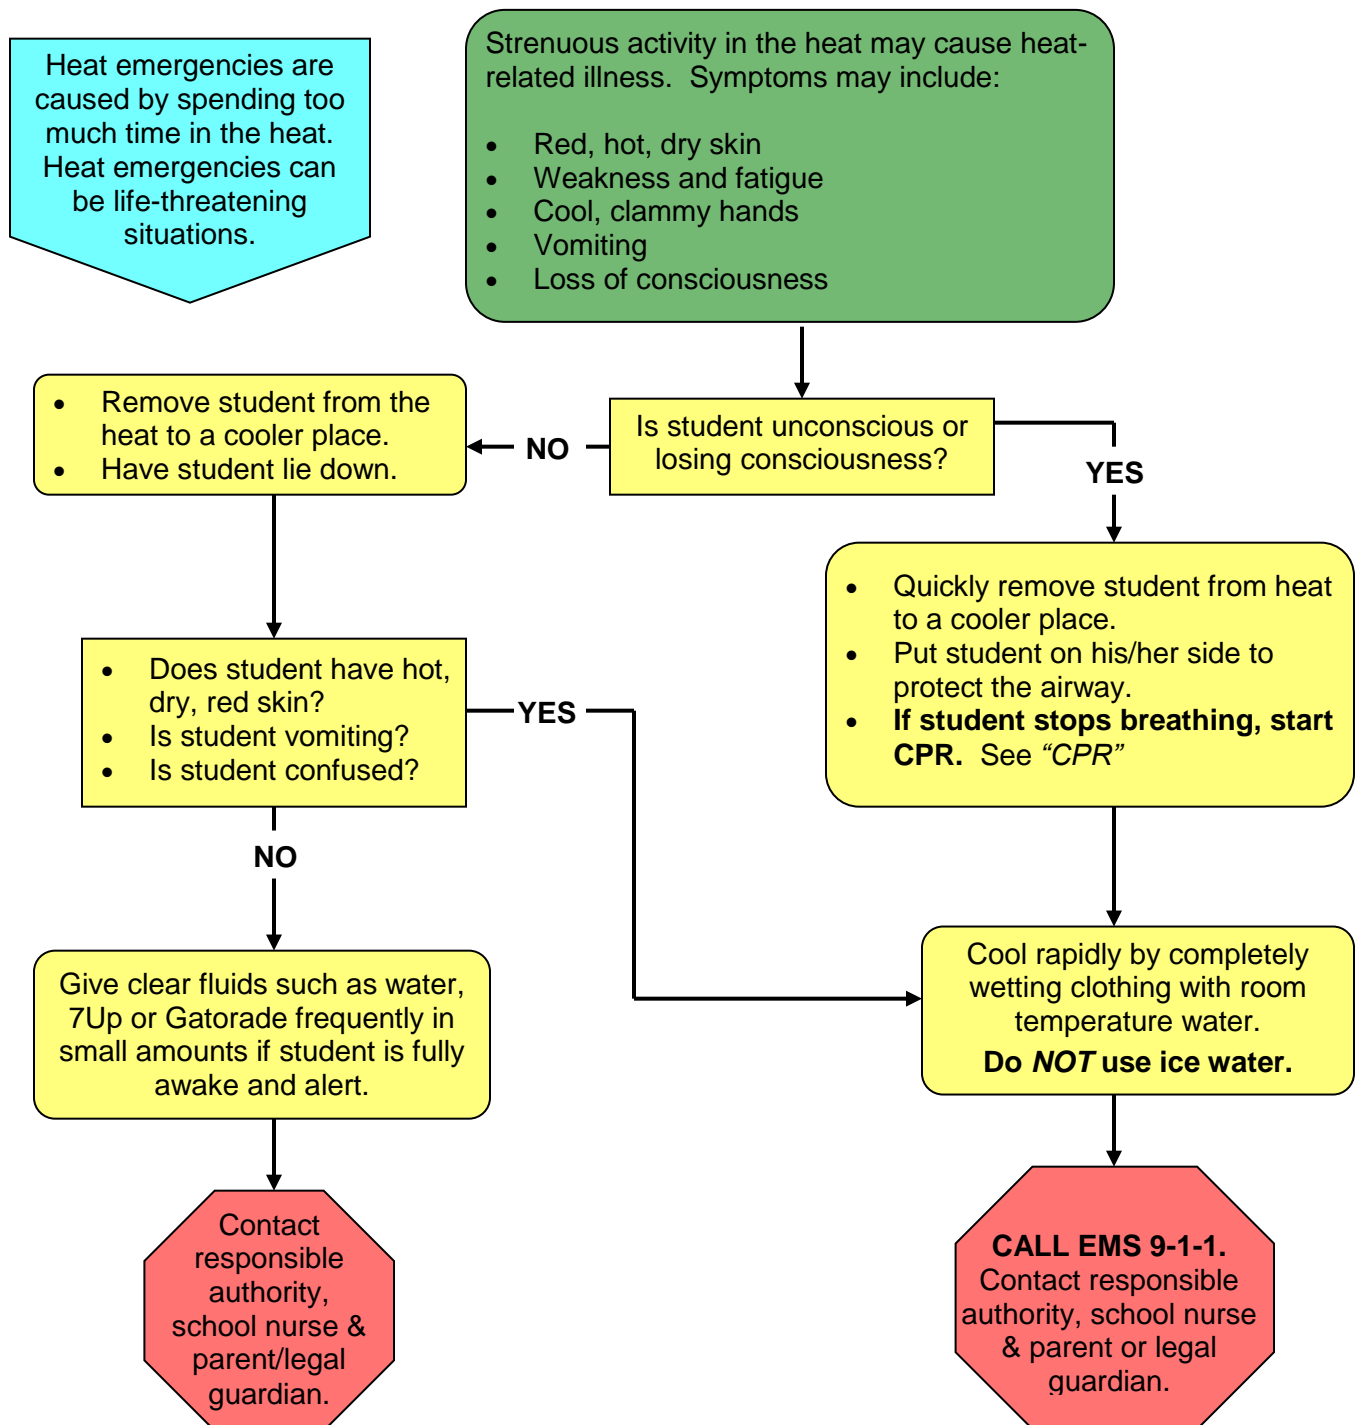 Heat emergencies are
caused by spending too
much time in the heat.
Heat emergencies can
be life-threatening
situations.
Strenuous activity in the heat may cause heat-
related illness.  Symptoms may include:
• Red, hot, dry skin
• Weakness and fatigue
• Cool, clammy hands
• Vomiting
• Loss of consciousness
• Remove student from the
heat to a cooler place.
• Have student lie down.
NO
Is student unconscious or
losing consciousness?
YES
• Quickly remove student from heat
to a cooler place.
• Put student on his/her side to
protect the airway.
• If student stops breathing, start
CPR.  See “CPR”
• Does student have hot,
dry, red skin?
• Is student vomiting?
• Is student confused?
YES
NO
Give clear fluids such as water,
7Up or Gatorade frequently in
small amounts if student is fully
awake and alert.
Cool rapidly by completely
wetting clothing with room
temperature water.
Do NOT use ice water.
Contact
responsible
authority,
school nurse &
parent/legal
guardian.
CALL EMS 9-1-1.
Contact responsible
authority, school nurse
& parent or legal
guardian.